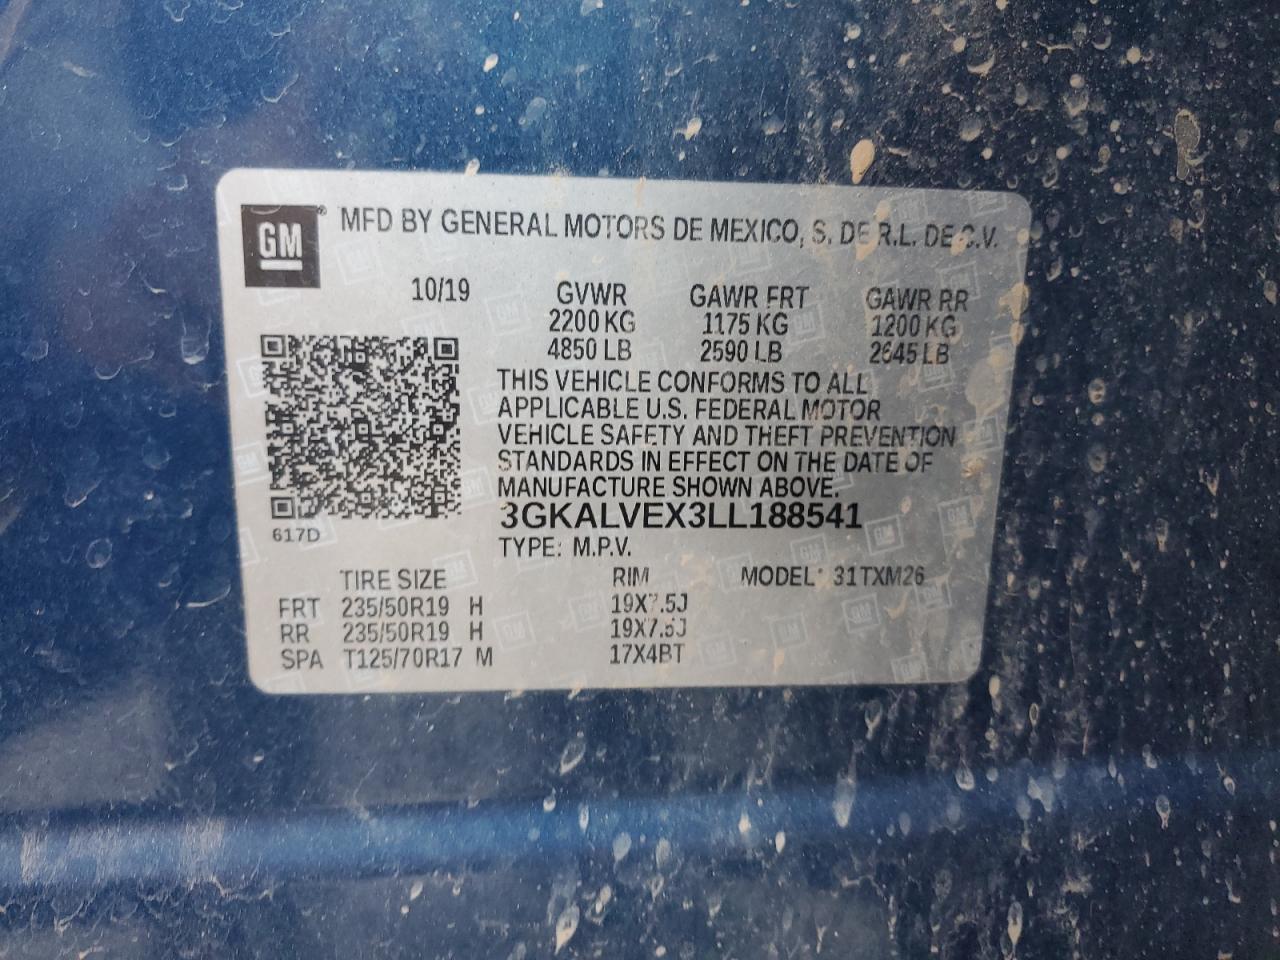 GM
MFD BY GENERAL MOTORS DE MEXICO, S. DE R.L. DE C.V.
10/19 GVWR GAWR FRT GAWR RR
2200 KG 1175 KG 1200 KG
4850 LB 2590 LB 2645 LB
THIS VEHICLE CONFORMS TO ALL
APPLICABLE U.S. FEDERAL MOTOR
VEHICLE SAFETY AND THEFT PREVENTION
STANDARDS IN EFFECT ON THE DATE OF
MANUFACTURE SHOWN ABOVE.
3GKALVEX3LL188541
617D
TYPE: M.P.V.
TIRE SIZE RIM MODEL: 31TXM26
FRT 235/50R19 H 19X7.5J
RR 235/50R19 H 19X7.5J
SPA T125/70R17 M 17X4BT